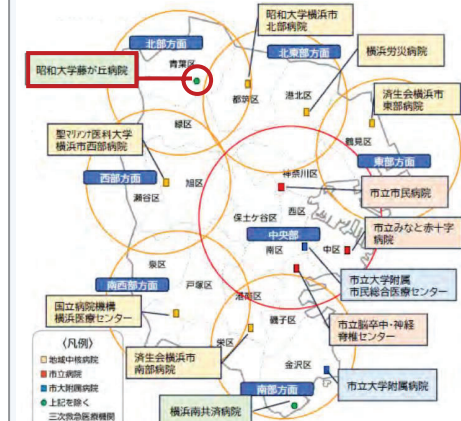 昭和大学横浜市
北部病院
北部方面
北東部方面
青葉区
横浜労災病院
昭和大学藤が丘病院
都筑区
港北区
済生会横浜市
東部病院
緑区
鶴見区
聖マリアンナ医科大学
横浜市西部病院
東部方面
西部方面
旭区
神奈川区
瀬谷区
市立市民病院
保土ケ谷区
西区
中央部
市立みなと赤十字
病院
南区
中区
泉区
南西部方面
戸塚区
市立大学附属
市民総合医療センター
港南区
国立病院機構
横浜医療センター
磯子区
市立脳卒中・神経
脊椎センター
栄区
済生会横浜市
南部病院
〈凡例〉
地域中核病院
市立病院
市大附属病院
上記を除く
三次救急医療機関
金沢区
南部方面
市立大学附属病院
横浜南共済病院